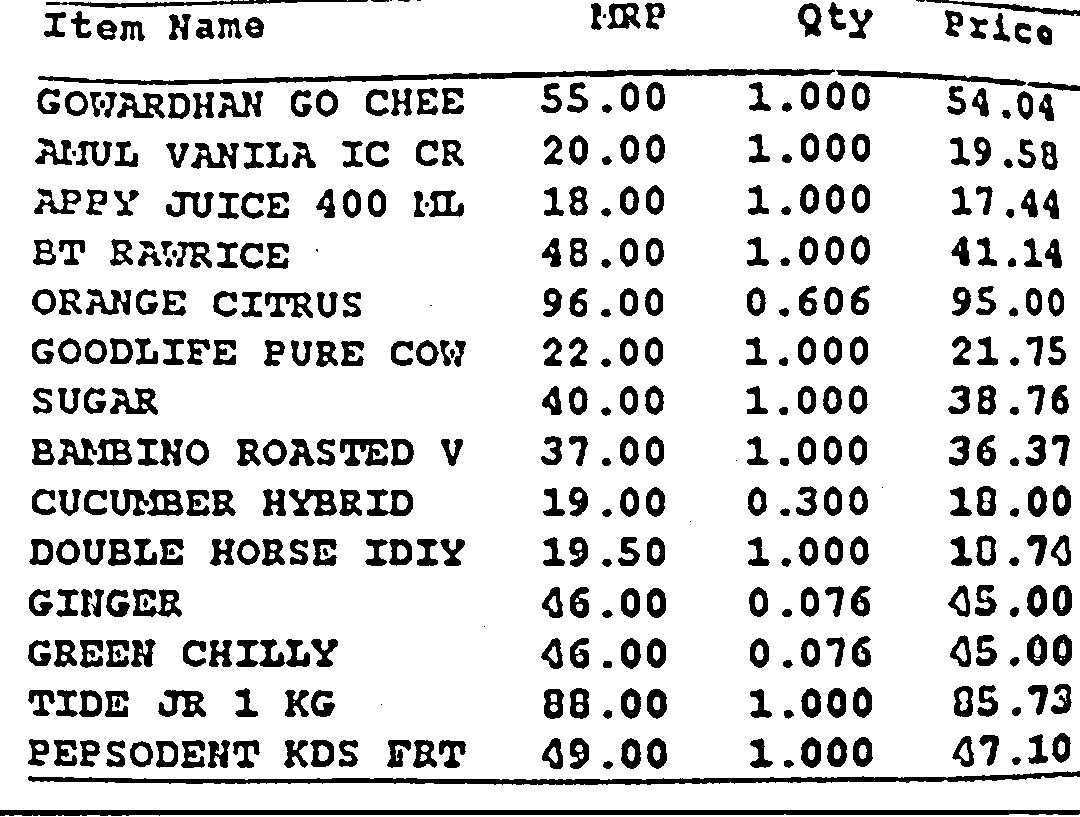 Item Name MRP Qty Price
GOWARDHAN GO CHEE 55.00 1.000 54.04
AMUL VANILA IC CR 20.00 1.000 19.58
APPY JUICE 400 ML 18.00 1.000 17.44
BT RAWRICE 48.00 1.000 41.14
ORANGE CITRUS 96.00 0.606 95.00
GOODLIFE PURE COW 22.00 1.000 21.75
SUGAR 40.00 1.000 38.76
BAMBINO ROASTED V 37.00 1.000 36.37
CUCUMBER HYBRID 19.00 0.300 18.00
DOUBLE HORSE IDIY 19.50 1.000 18.74
GINGER 46.00 0.076 45.00
GREEN CHILLY 46.00 0.076 45.00
TIDE JR 1 KG 88.00 1.000 85.73
PEPSODENT KDS FRT 49.00 1.000 47.10